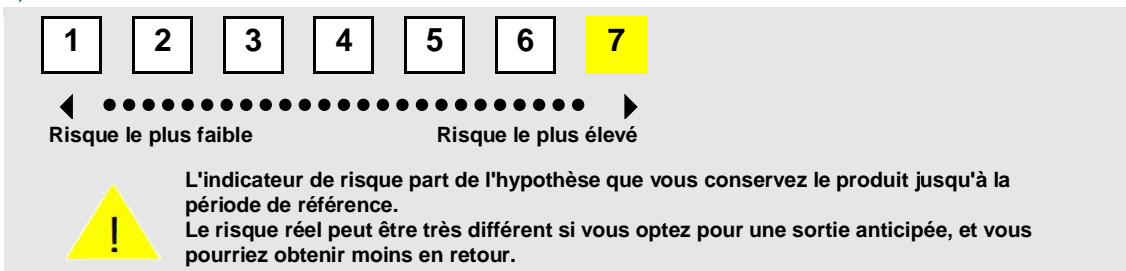 1 2 3 4 5 6 7
Risque le plus faible Risque le plus élevé
L'indicateur de risque part de l'hypothèse que vous conservez le produit jusqu'à la
période de référence.
! Le risque réel peut être très différent si vous optez pour une sortie anticipée, et vous
pourriez obtenir moins en retour.